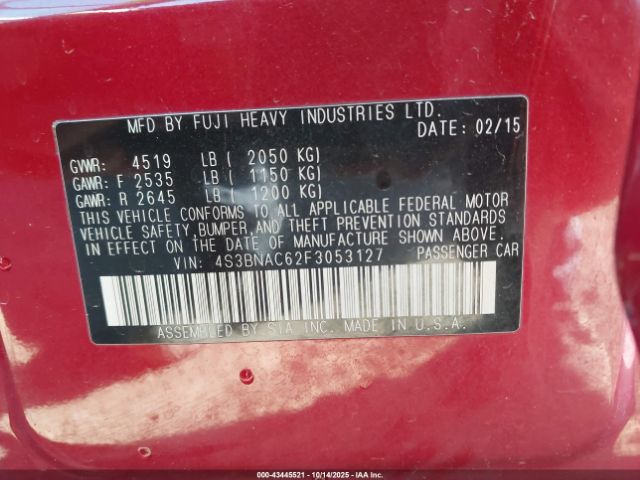 MFD BY FUJI HEAVY INDUSTRIES LTD.
DATE: 02/15
GVWR: 4519 LB ( 2050 KG)
GAWR: F 2535 LB ( 1150 KG)
GAWR: R 2645 LB ( 1200 KG)
THIS VEHICLE CONFORMS TO ALL APPLICABLE FEDERAL MOTOR
VEHICLE SAFETY, BUMPER, AND THEFT PREVENTION STANDARDS
IN EFFECT ON THE DATE OF MANUFACTURE SHOWN ABOVE.
VIN: 4S3BNAC62F3053127 PASSENGER CAR
ASSEMBLED BY SIA INC. MADE IN U.S.A.
000-43445521 | 10/14/2025 - IAA Inc.